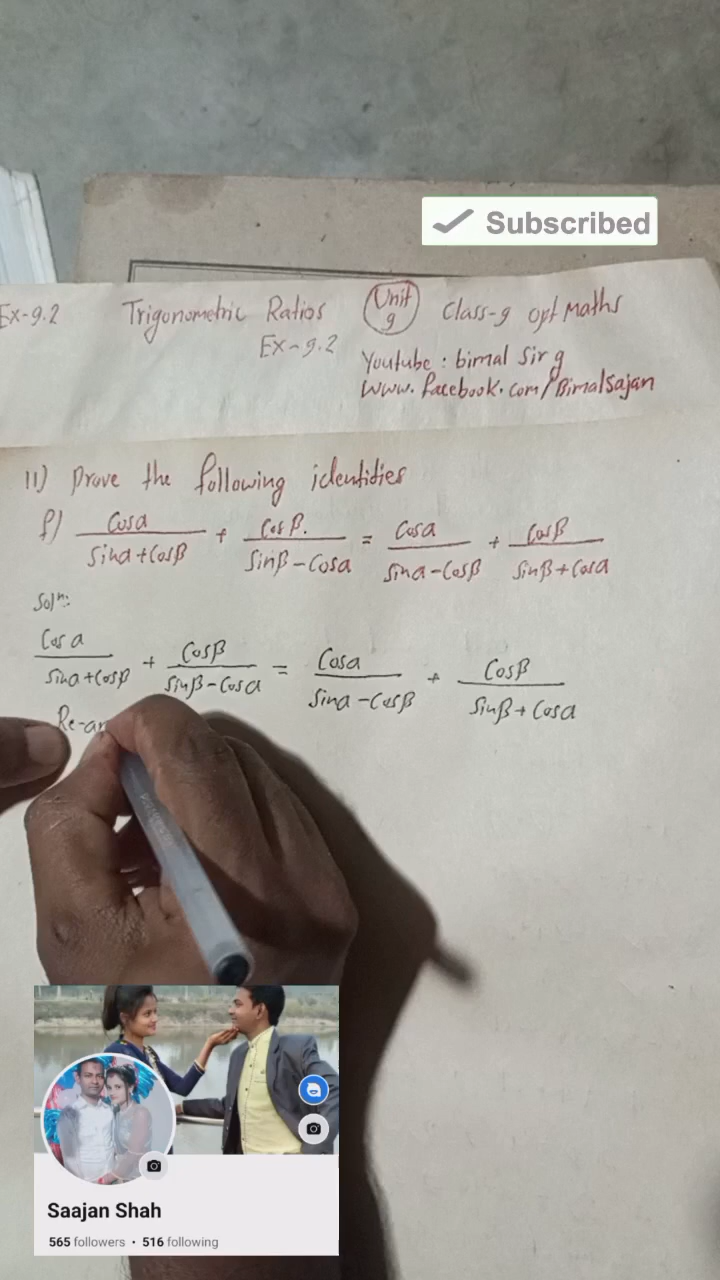 Subscribed
Ex-9.2 Trigonometric Ratios Unit 9 Class-9 opt Maths
Ex-9.2
Youtube : bimal Sir 9
www.facebook.com/Bimalsajan
11) Prove the following identities
f) Cosα/(Sinα+Cosβ) + Cosβ./(Sinβ-Cosα) = Cosα/(Sinα-Cosβ) + Cosβ/(Sinβ+Cosα)
Solⁿ:
Cosα/(Sinα+Cosβ) + Cosβ/(Sinβ-Cosα) = Cosα/(Sinα-Cosβ) + Cosβ/(Sinβ+Cosα)
Re-ar
Saajan Shah
565 followers • 516 following